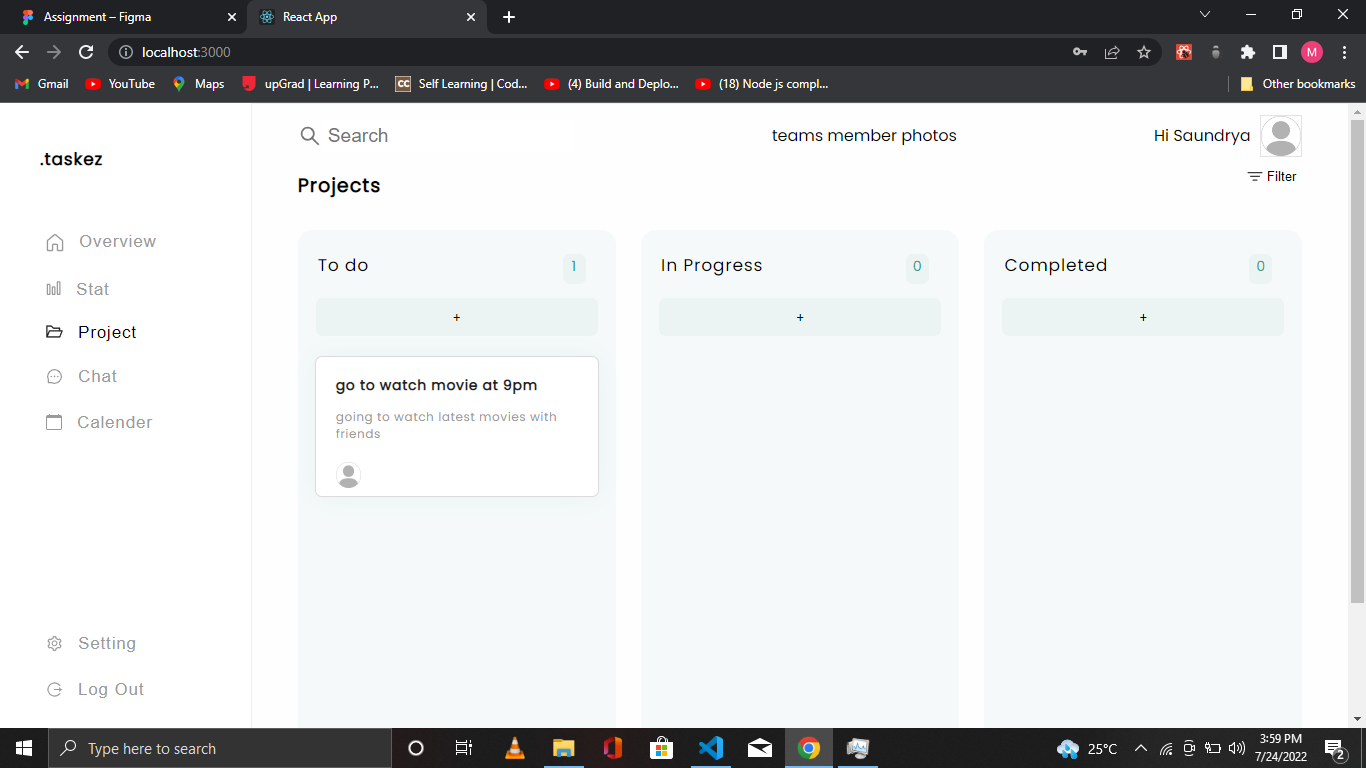 Assignment – Figma
React App
localhost:3000
Gmail
YouTube
Maps
upGrad | Learning P...
CC
Self Learning | Cod...
(4) Build and Deplo...
(18) Node js compl...
Other bookmarks
M
.taskez
Search
teams member photos
Hi Saundrya
Projects
Filter
Overview
Stat
Project
Chat
Calender
Setting
Log Out
To do
1
+
go to watch movie at 9pm
going to watch latest movies with
friends
In Progress
0
+
Completed
0
+
Type here to search
25°C
3:59 PM
7/24/2022
2